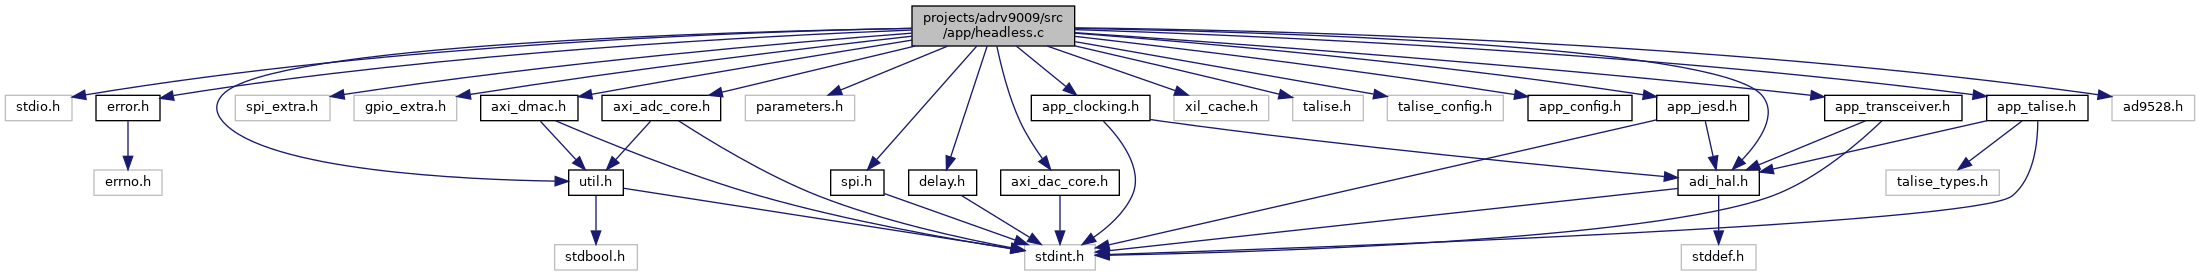 projects/adrv9009/src
/app/headless.c
stdio.h
error.h
spi_extra.h
gpio_extra.h
axi_dmac.h
axi_adc_core.h
parameters.h
app_clocking.h
xil_cache.h
talise.h
talise_config.h
app_config.h
app_jesd.h
app_transceiver.h
app_talise.h
ad9528.h
errno.h
util.h
spi.h
delay.h
axi_dac_core.h
adi_hal.h
talise_types.h
stdbool.h
stdint.h
stddef.h